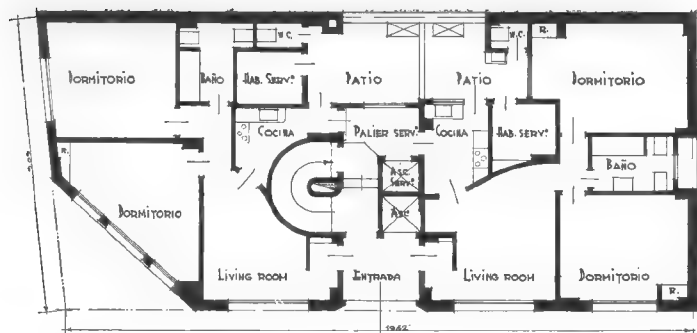 W.C.
W.C.
R.
DORMITORIO
BAÑO
HAB. SERV.
PATIO
PATIO
DORMITORIO
COCINA
PALIER SERV.
COCINA
HAB. SERV.
R.
ASC. SERV.
BAÑO
DORMITORIO
ASC.
LIVING ROOM
ENTRADA
LIVING ROOM
DORMITORIO
R.